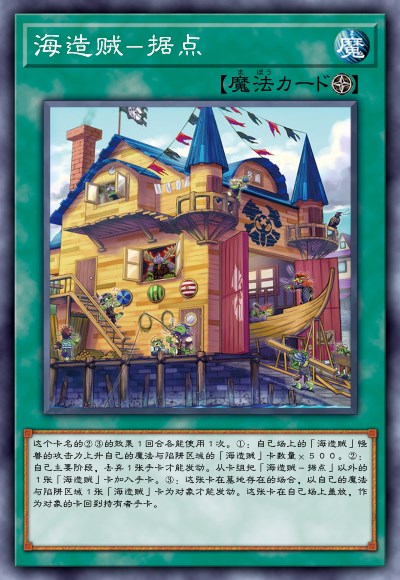 海造贼-据点
魔
ま ほう
【魔法カード】
这个卡名的②③的效果1回合各能使用1次。①:自己场上的「海造贼」怪
兽的攻击力上升自己的魔法与陷阱区域的「海造贼」卡数量×500。②:
自己主要阶段,丢弃1张手卡才能发动。从卡组把「海造贼-据点」以外的
1张「海造贼」卡加入手卡。③:这张卡在墓地存在的场合,以自己的魔法
与陷阱区域1张「海造贼」卡为对象才能发动。这张卡在自己场上盖放,作
为对象的卡回到持有者手卡。